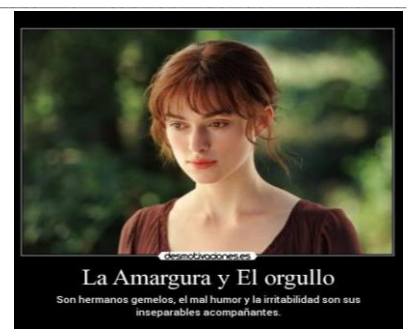 desmotivaciones.es
La Amargura y El orgullo
Son hermanos gemelos, el mal humor y la irritabilidad son sus
inseparables acompañantes.